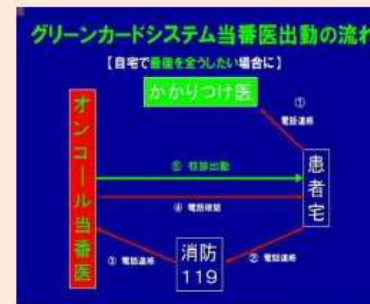 グリーンカードシステム当番医出動の流れ
【自宅で最後を全うしたい場合に】
かかりつけ医
①
電話連絡
オンコール当番医
⑤ 往診出動
患者宅
④ 電話確認
消防
119
③ 電話連絡
② 電話連絡